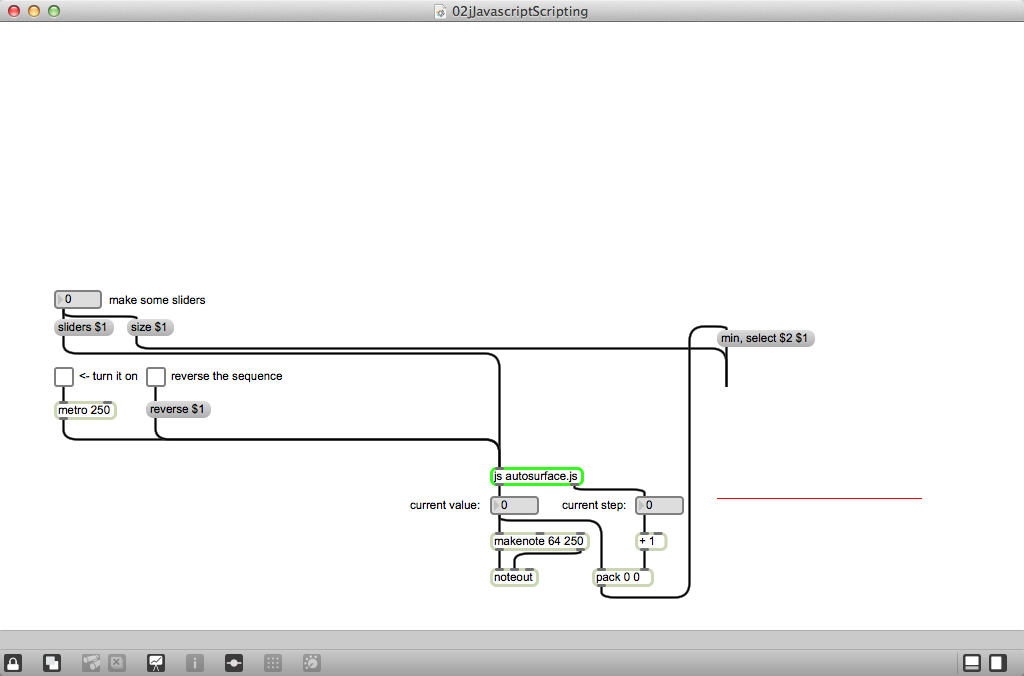 02jJavascriptScripting
0 make some sliders
sliders $1 size $1
min, select $2 $1
<- turn it on reverse the sequence
metro 250 reverse $1
js autosurface.js
current value: 0 current step: 0
makenote 64 250 + 1
noteout pack 0 0